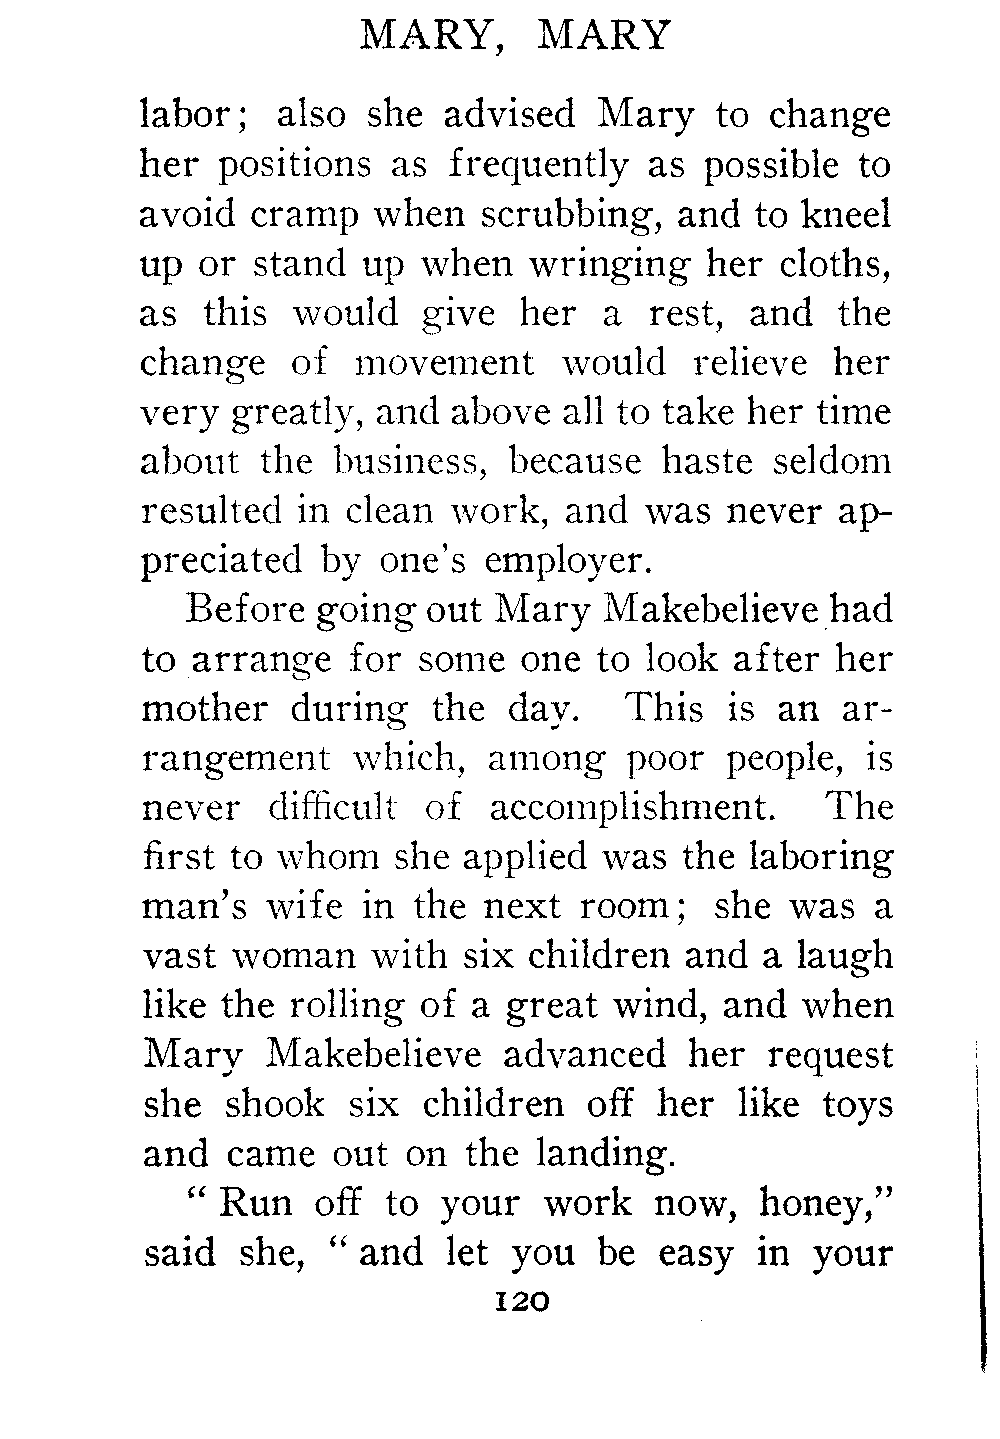 MARY, MARY
labor; also she advised Mary to change
her positions as frequently as possible to
avoid cramp when scrubbing, and to kneel
up or stand up when wringing her cloths,
as this would give her a rest, and the
change of movement would relieve her
very greatly, and above all to take her time
about the business, because haste seldom
resulted in clean work, and was never ap-
preciated by one's employer.
Before going out Mary Makebelieve had
to arrange for some one to look after her
mother during the day. This is an ar-
rangement which, among poor people, is
never difficult of accomplishment. The
first to whom she applied was the laboring
man's wife in the next room; she was a
vast woman with six children and a laugh
like the rolling of a great wind, and when
Mary Makebelieve advanced her request
she shook six children off her like toys
and came out on the landing.
“ Run off to your work now, honey,”
said she, “ and let you be easy in your
120